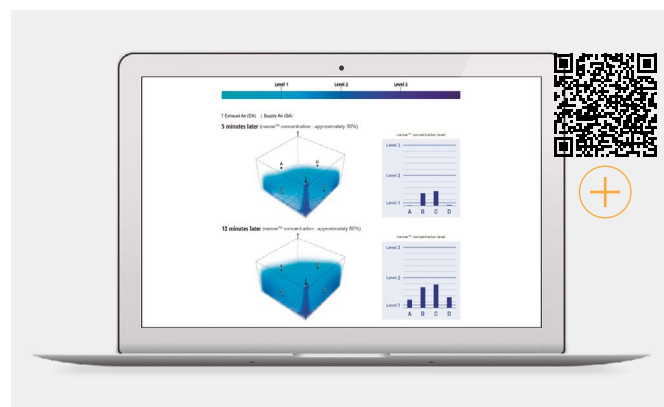 Level 1 Level 2 Level 3
↑ Exhaust Air (EA) ↓ Supply Air (SA)
5 minutes later (nanoe™ concentration : approximately 30%)
A D
nanoe™ concentration level
Level 3
Level 2
Level 1
A B C D
12 minutes later (nanoe™ concentration : approximately 60%)
nanoe™ concentration level
Level 3
Level 2
Level 1
A B C D